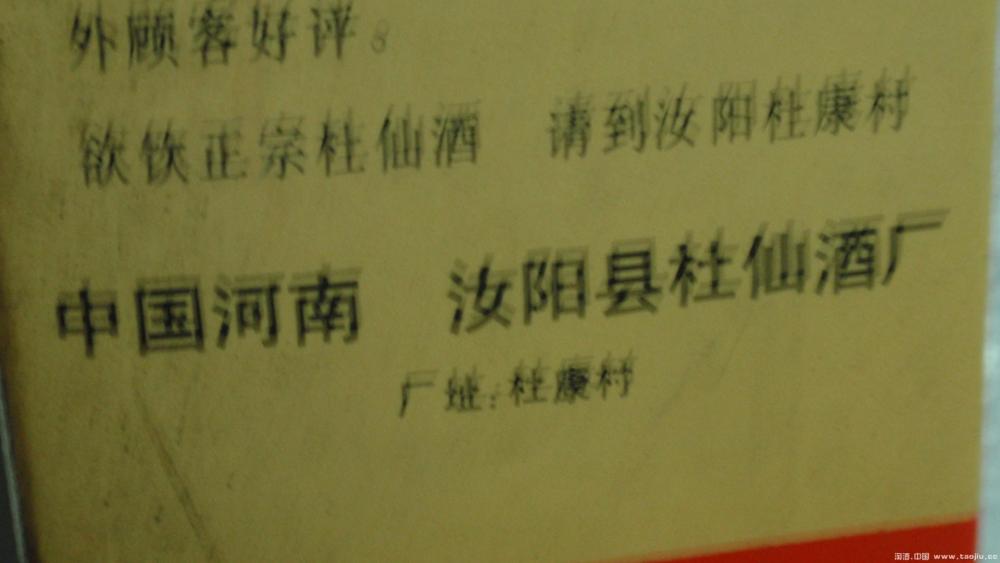 外顾客好评。
欲饮正宗杜仙酒 请到汝阳杜康村
中国河南 汝阳县杜仙酒厂
厂址:杜康村
淘酒.中国 www.taojiu.cc